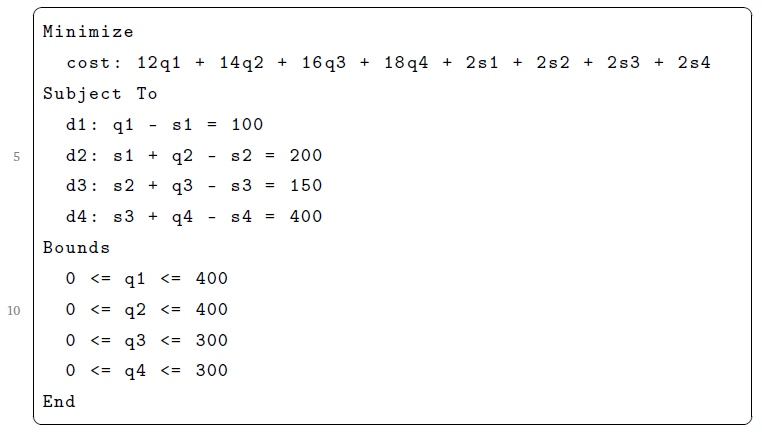 Minimize
cost: 12q1 + 14q2 + 16q3 + 18q4 + 2s1 + 2s2 + 2s3 + 2s4
Subject To
d1: q1 - s1 = 100
5 d2: s1 + q2 - s2 = 200
d3: s2 + q3 - s3 = 150
d4: s3 + q4 - s4 = 400
Bounds
0 <= q1 <= 400
10 0 <= q2 <= 400
0 <= q3 <= 300
0 <= q4 <= 300
End